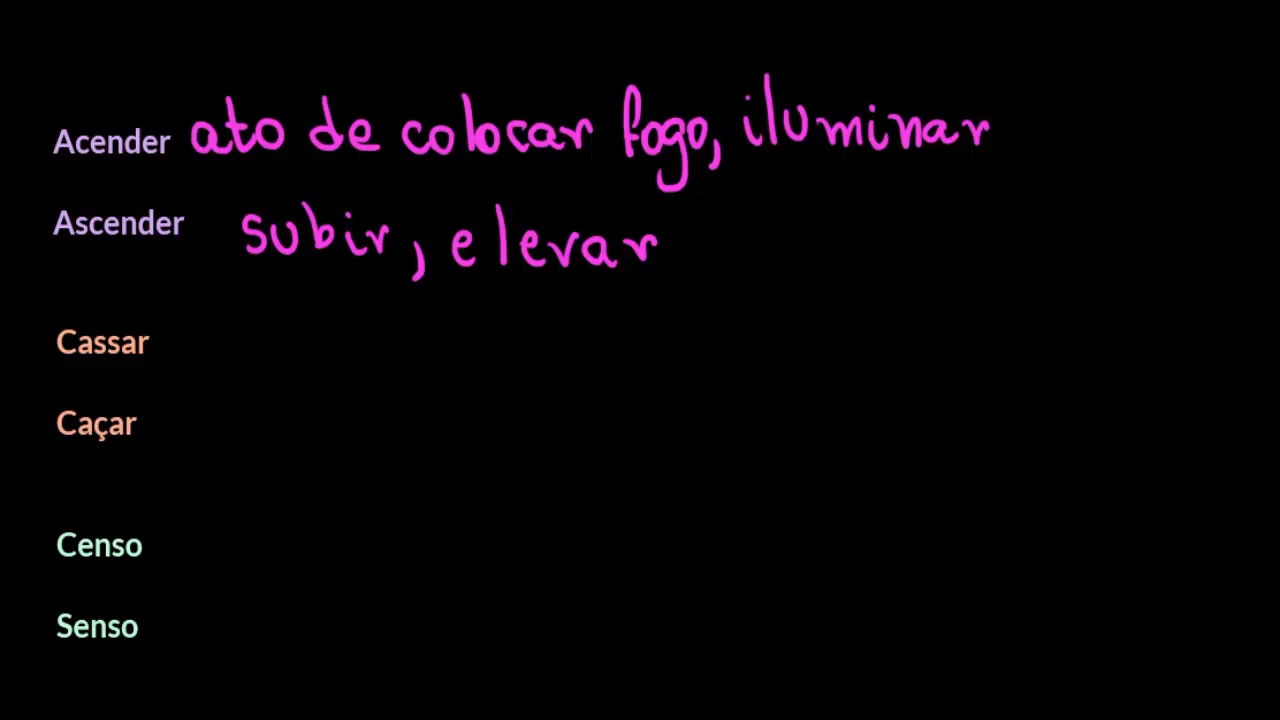 Acender ato de colocar fogo, iluminar
Ascender subir, elevar
Cassar
Caçar
Censo
Senso